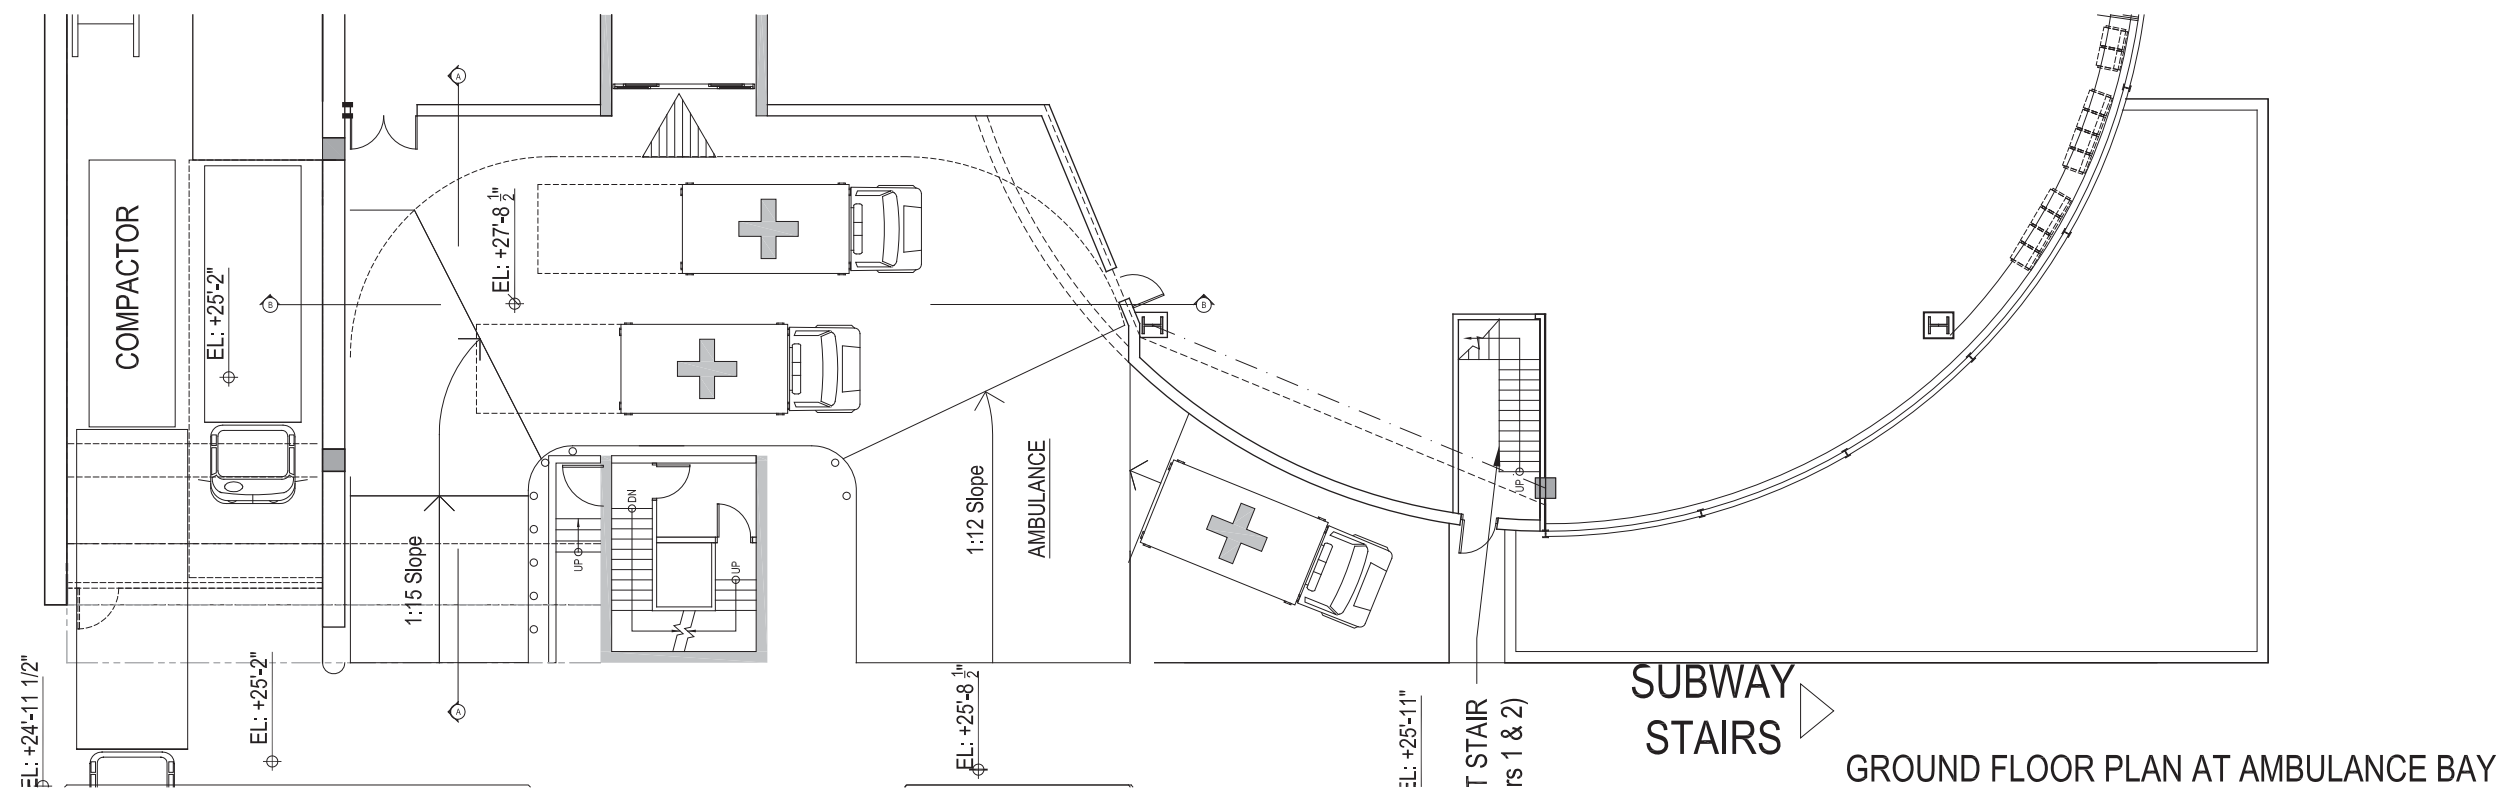 A
COMPACTOR
EL: +25'-2"
B
EL: +27'-8 1/2"
B
1:15 Slope
DN
UP
UP
1:12 Slope
AMBULANCE
UP
EL: +24'-11 1/2"
EL: +25'-2"
A
EL: +25'-8 1/2"
EL: +25'-11"
T STAIR
rs 1 & 2)
SUBWAY
STAIRS
GROUND FLOOR PLAN AT AMBULANCE BAY